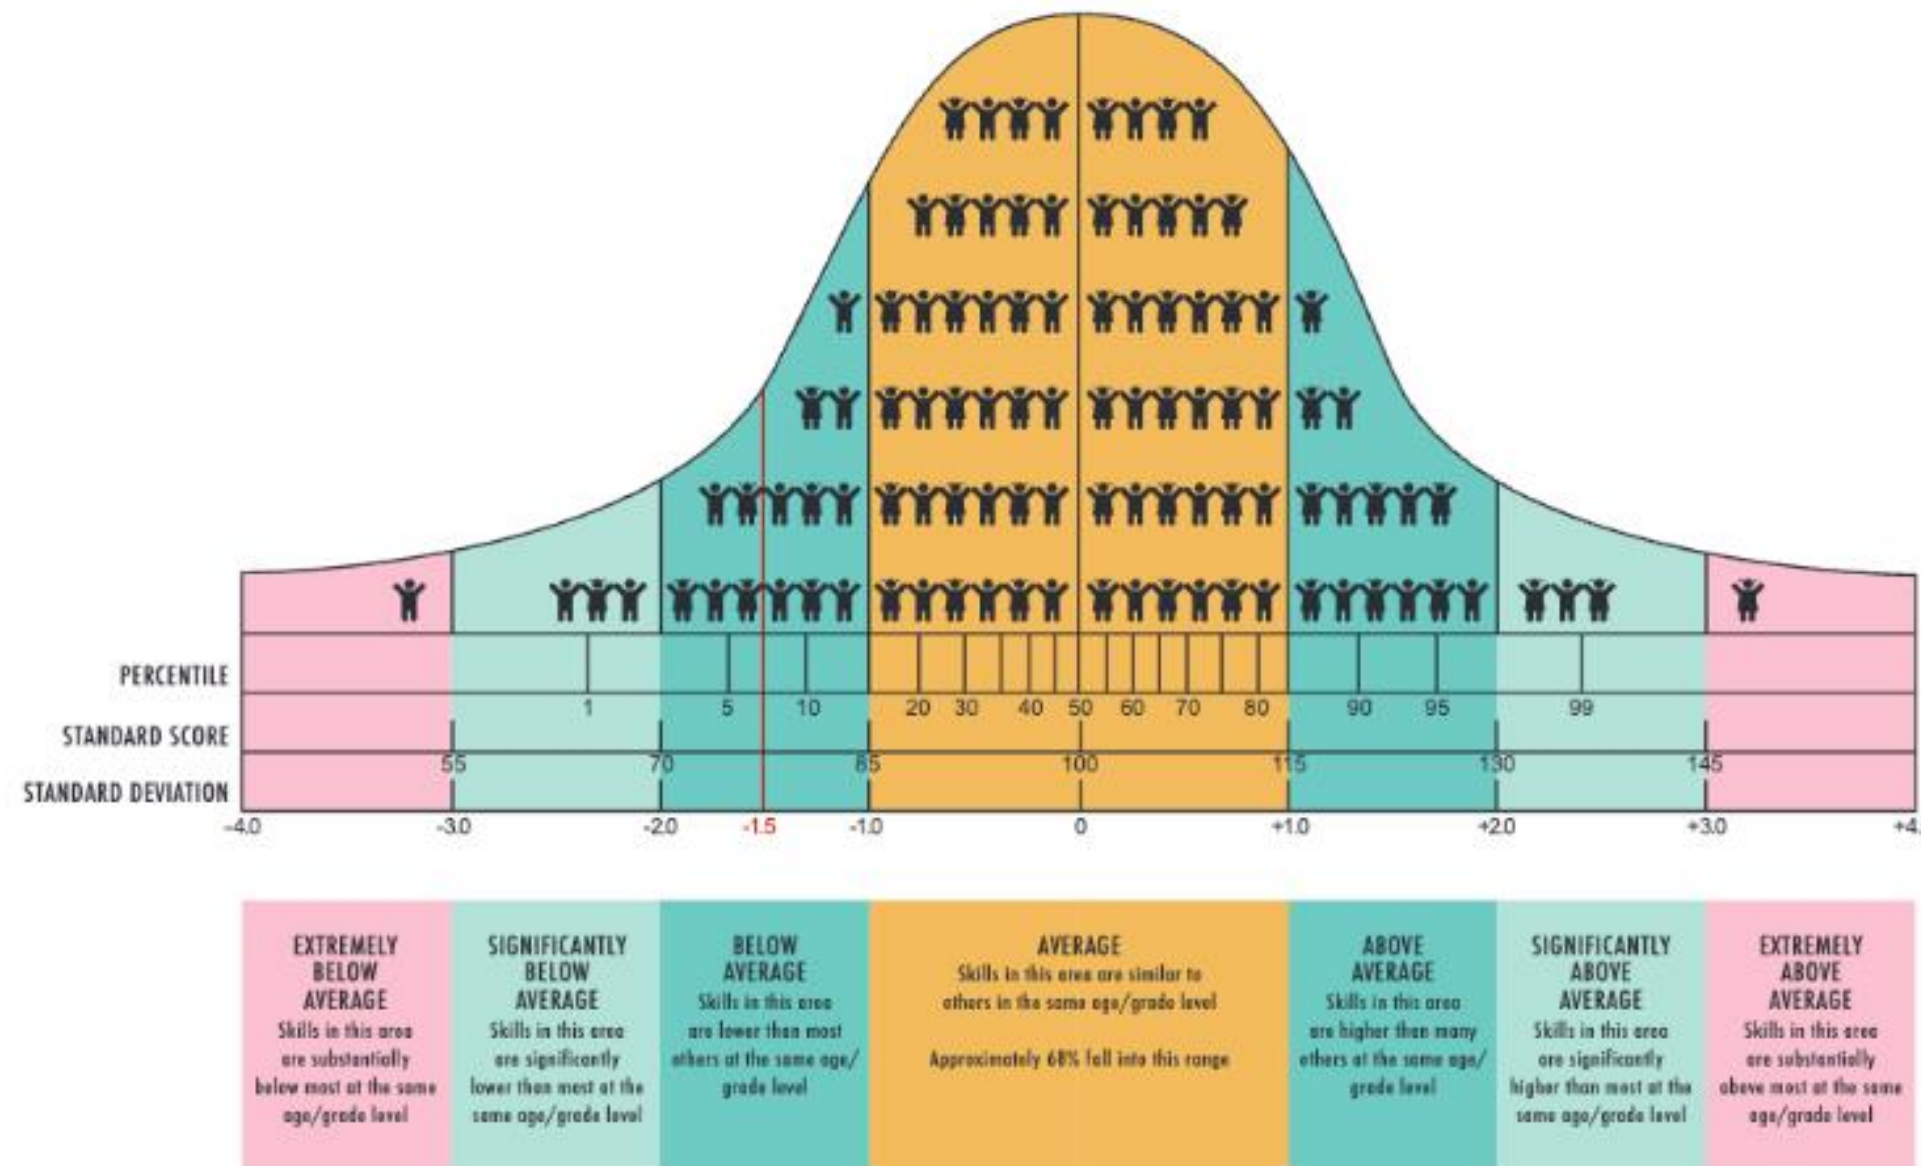 PERCENTILE
1 5 10 20 30 40 50 60 70 80 90 95 99
STANDARD SCORE
55 70 85 100 115 130 145
STANDARD DEVIATION
-4.0 -3.0 -2.0 -1.5 -1.0 0 +1.0 +2.0 +3.0 +4.
EXTREMELY
BELOW
AVERAGE
Skills in this area
are substantially
below most at the same
age/grade level
SIGNIFICANTLY
BELOW
AVERAGE
Skills in this area
are significantly
lower than most at the
same age/grade level
BELOW
AVERAGE
Skills in this area
are lower than most
others at the same age/
grade level
AVERAGE
Skills in this area are similar to
others in the same age/grade level
Approximately 68% fall into this range
ABOVE
AVERAGE
Skills in this area
are higher than many
others at the same age/
grade level
SIGNIFICANTLY
ABOVE
AVERAGE
Skills in this area
are significantly
higher than most at the
same age/grade level
EXTREMELY
ABOVE
AVERAGE
Skills in this area
are substantially
above most at the same
age/grade level